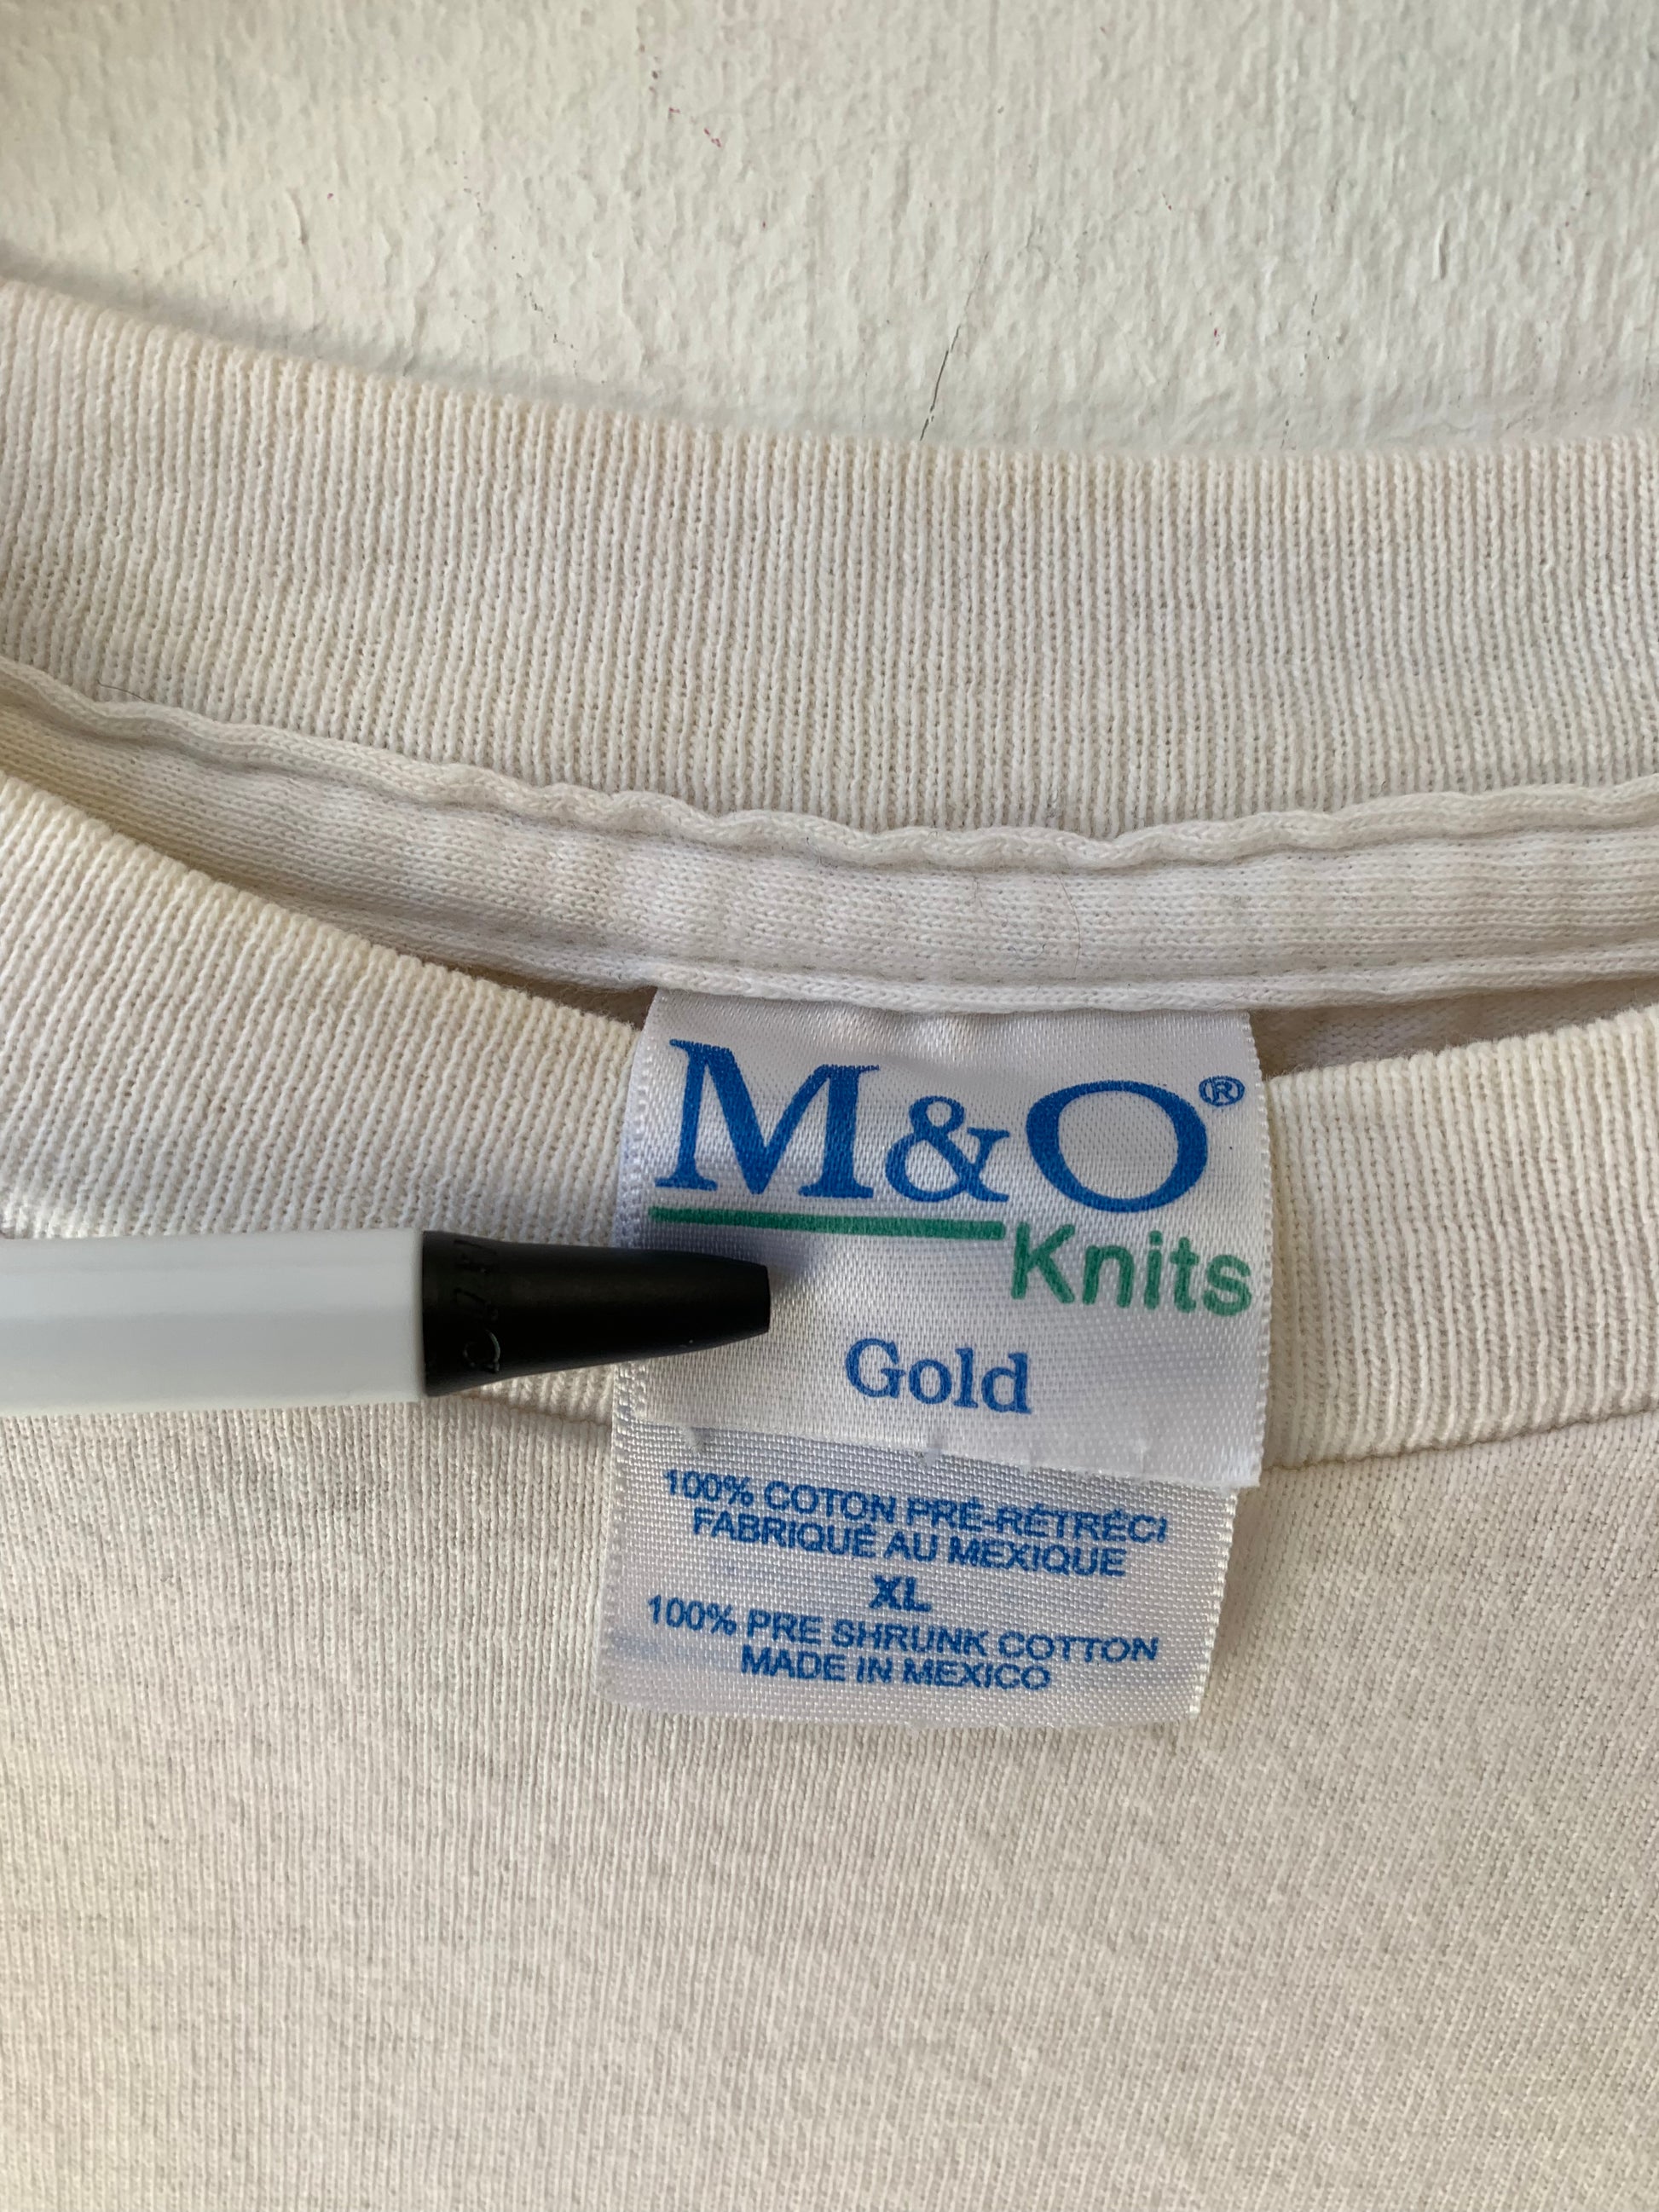 M&O®
Knits
Gold
100% COTON PRÉ-RÉTRÉCI
FABRIQUÉ AU MEXIQUE
XL
100% PRE SHRUNK COTTON
MADE IN MEXICO